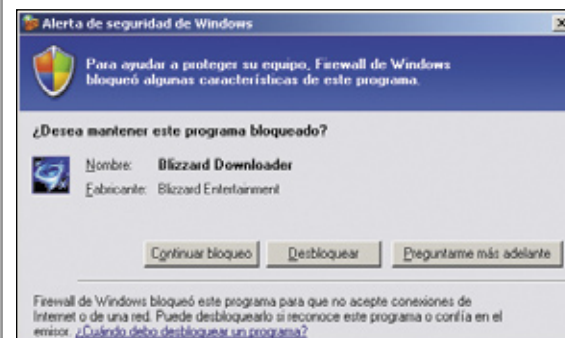 Alerta de seguridad de Windows
Para ayudar a proteger su equipo, Firewall de Windows
bloqueó algunas características de este programa.
¿Desea mantener este programa bloqueado?
Nombre: Blizzard Downloader
Fabricante: Blizzard Entertainment
Continuar bloqueo Desbloquear Preguntarme más adelante
Firewall de Windows bloqueó este programa para que no acepte conexiones de
Internet o de una red. Puede desbloquearlo si reconoce este programa o confía en el
emisor. ¿Cuándo debo desbloquear un programa?